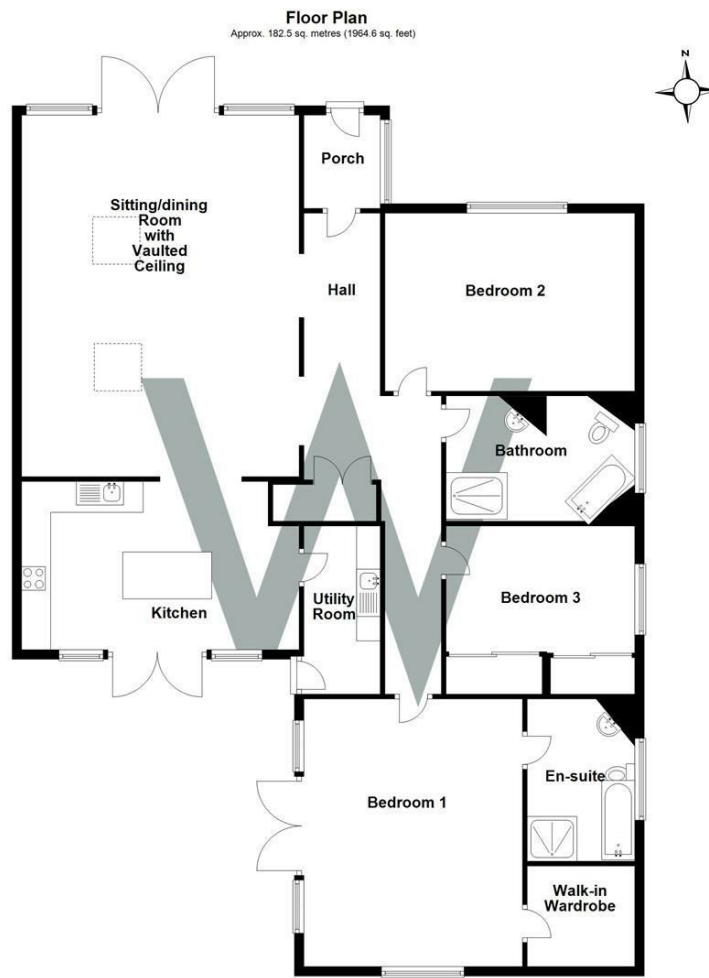 Floor Plan
Approx. 182.5 sq. metres (1964.6 sq. feet)
N
Porch
Sitting/dining
Room
with
Vaulted
Ceiling
Hall
Bedroom 2
Bathroom
Kitchen
Utility
Room
Bedroom 3
Bedroom 1
En-suite
Walk-in
Wardrobe
W